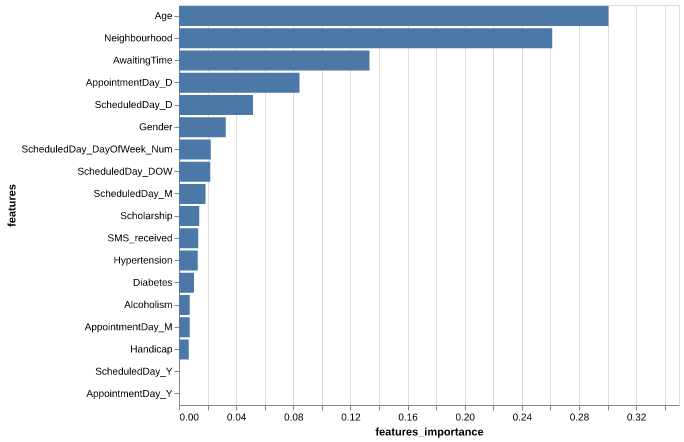 Age
Neighbourhood
AwaitingTime
AppointmentDay_D
ScheduledDay_D
Gender
ScheduledDay_DayOfWeek_Num
ScheduledDay_DOW
ScheduledDay_M
Scholarship
SMS_received
Hypertension
Diabetes
Alcoholism
AppointmentDay_M
Handicap
ScheduledDay_Y
AppointmentDay_Y
features
0.00 0.04 0.08 0.12 0.16 0.20 0.24 0.28 0.32
features_importance